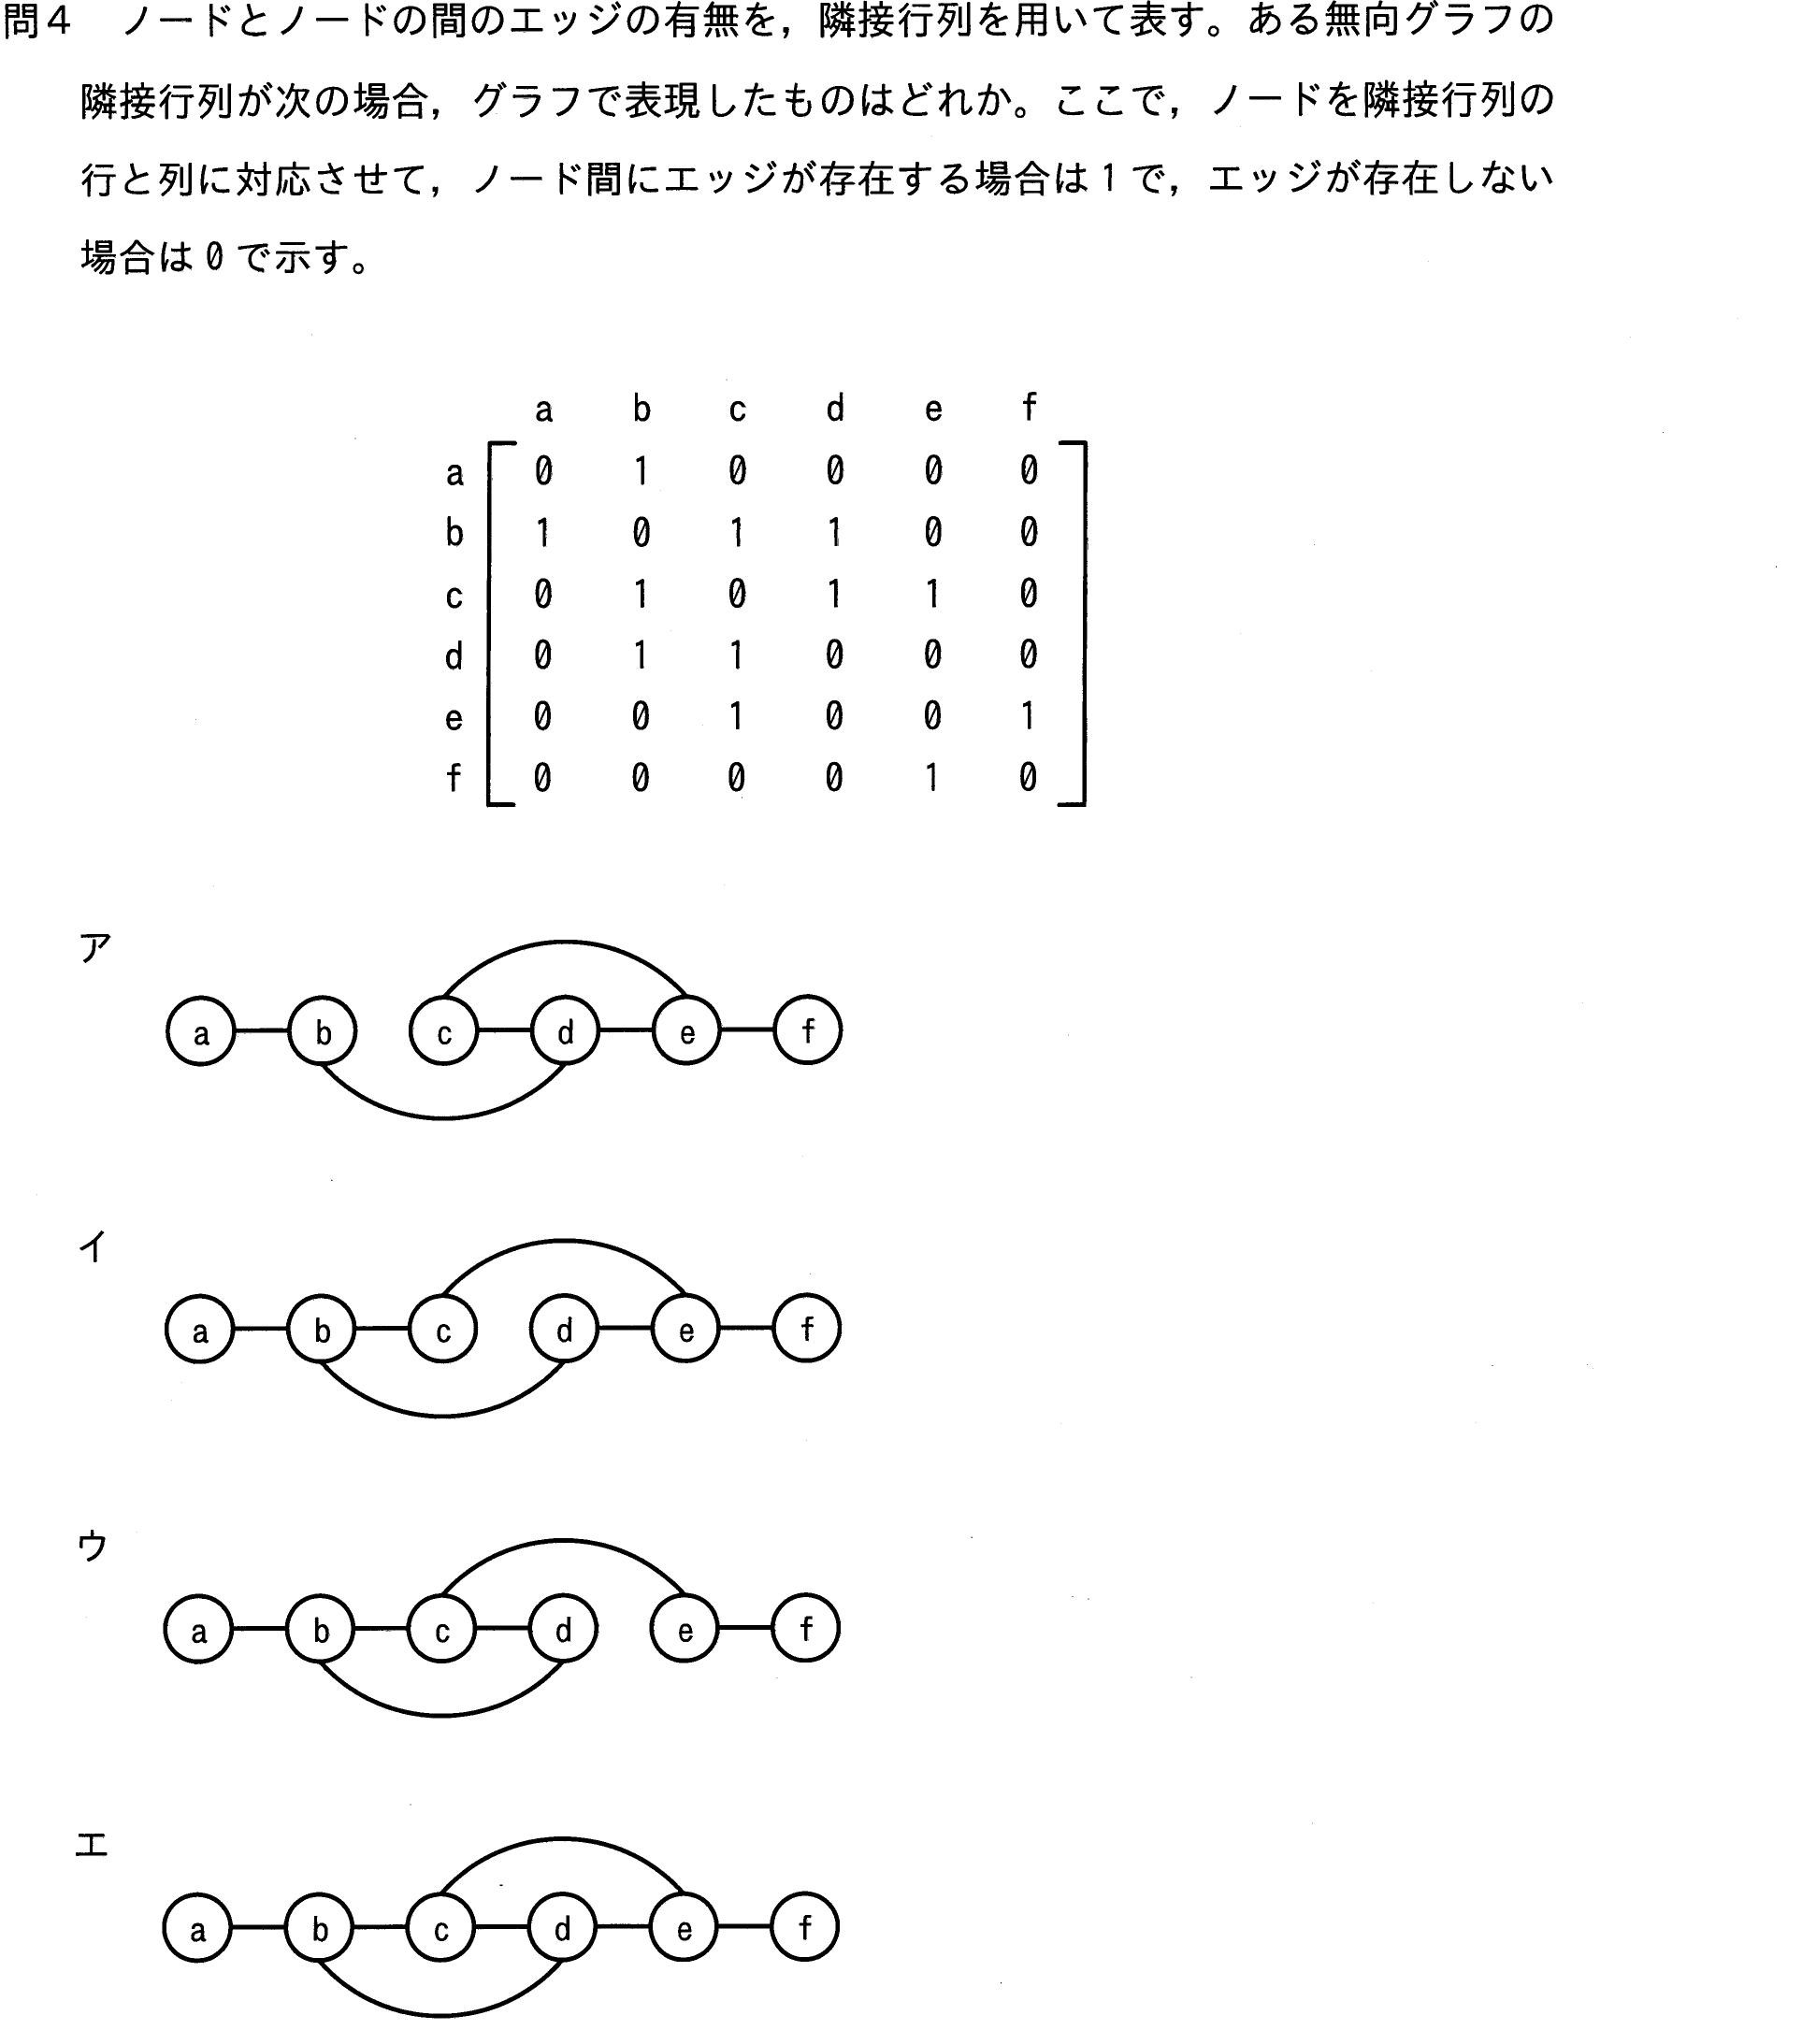 問4 ノードとノードの間のエッジの有無を，隣接行列を用いて表す。ある無向グラフの
隣接行列が次の場合，グラフで表現したものはどれか。ここで，ノードを隣接行列の
行と列に対応させて，ノード間にエッジが存在する場合は1で，エッジが存在しない
場合は0で示す。
a b c d e f
a 0 1 0 0 0 0
b 1 0 1 1 0 0
c 0 1 0 1 1 0
d 0 1 1 0 0 0
e 0 0 1 0 0 1
f 0 0 0 0 1 0
ア
a b c d e f
イ
a b c d e f
ウ
a b c d e f
エ
a b c d e f